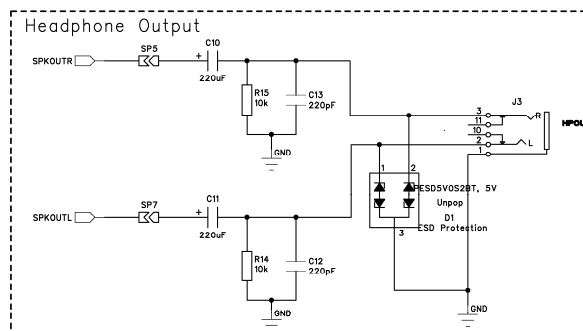 Headphone Output
SPKOUTR
SP5
+
C10
220uF
R15
10k
C13
220pF
GND
J3
3
11
10
2
1
R
L
1
2
PESD5V0S2BT, 5V
Unpop
D1
ESD Protection
3
SPKOUTL
SP7
+
C11
220uF
R14
10k
C12
220pF
GND
GND